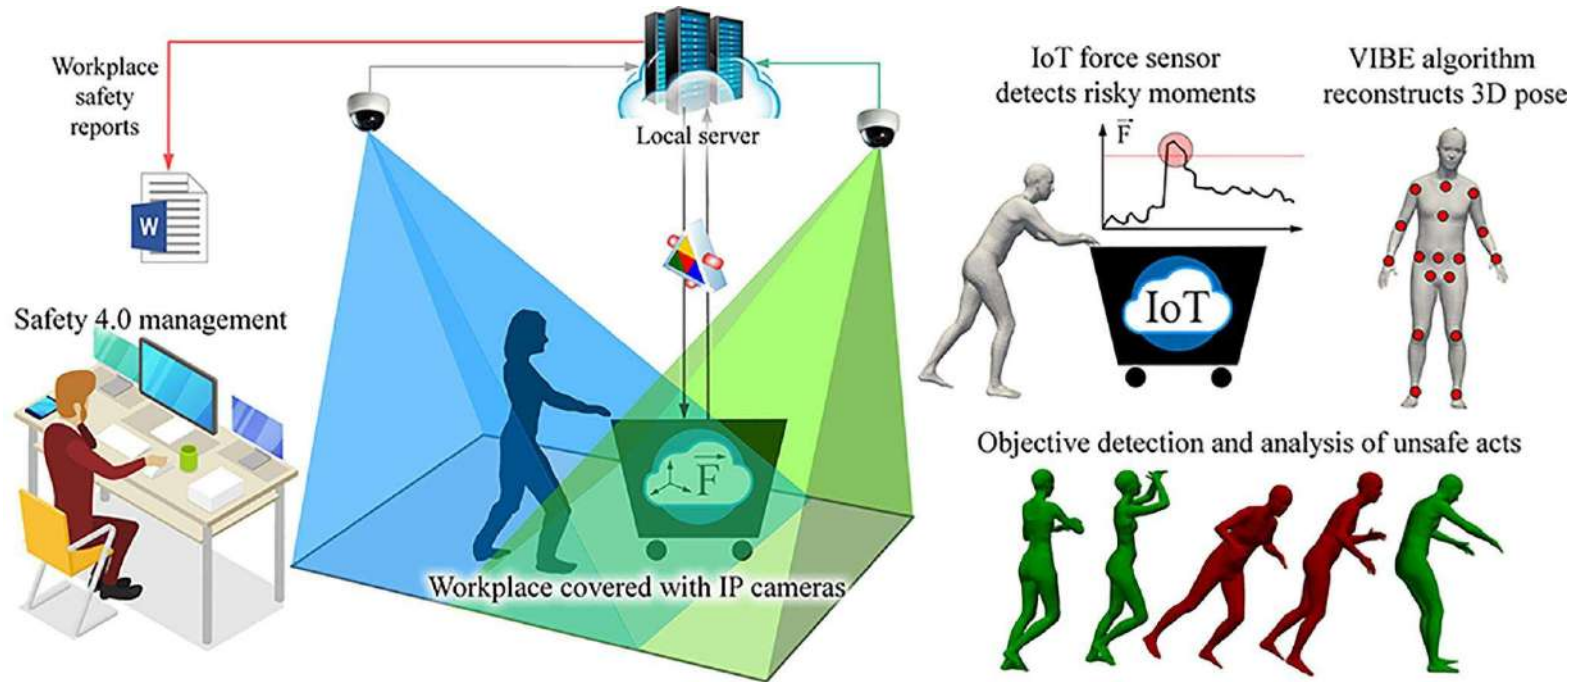 Workplace
safety
reports
W
Safety 4.0 management
Local server
F
Workplace covered with IP cameras
IoT force sensor
detects risky moments
F
IoT
VIBE algorithm
reconstructs 3D pose
Objective detection and analysis of unsafe acts